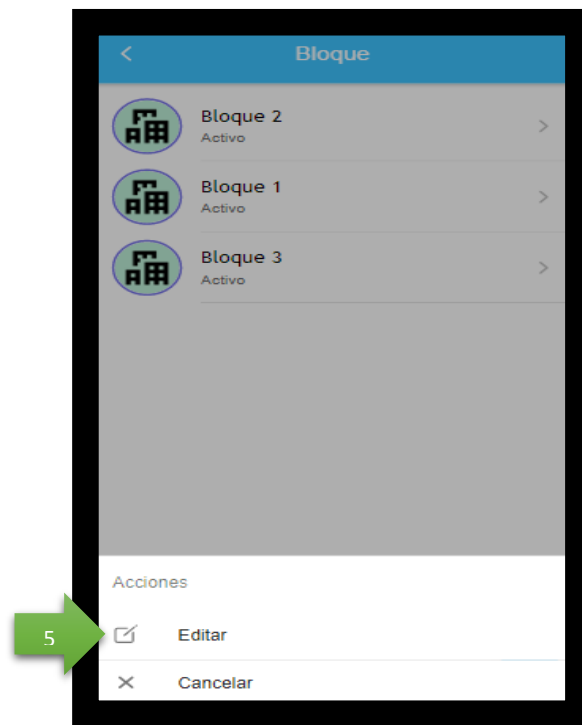 Bloque
Bloque 2
Activo
Bloque 1
Activo
Bloque 3
Activo
Acciones
5
Editar
Cancelar